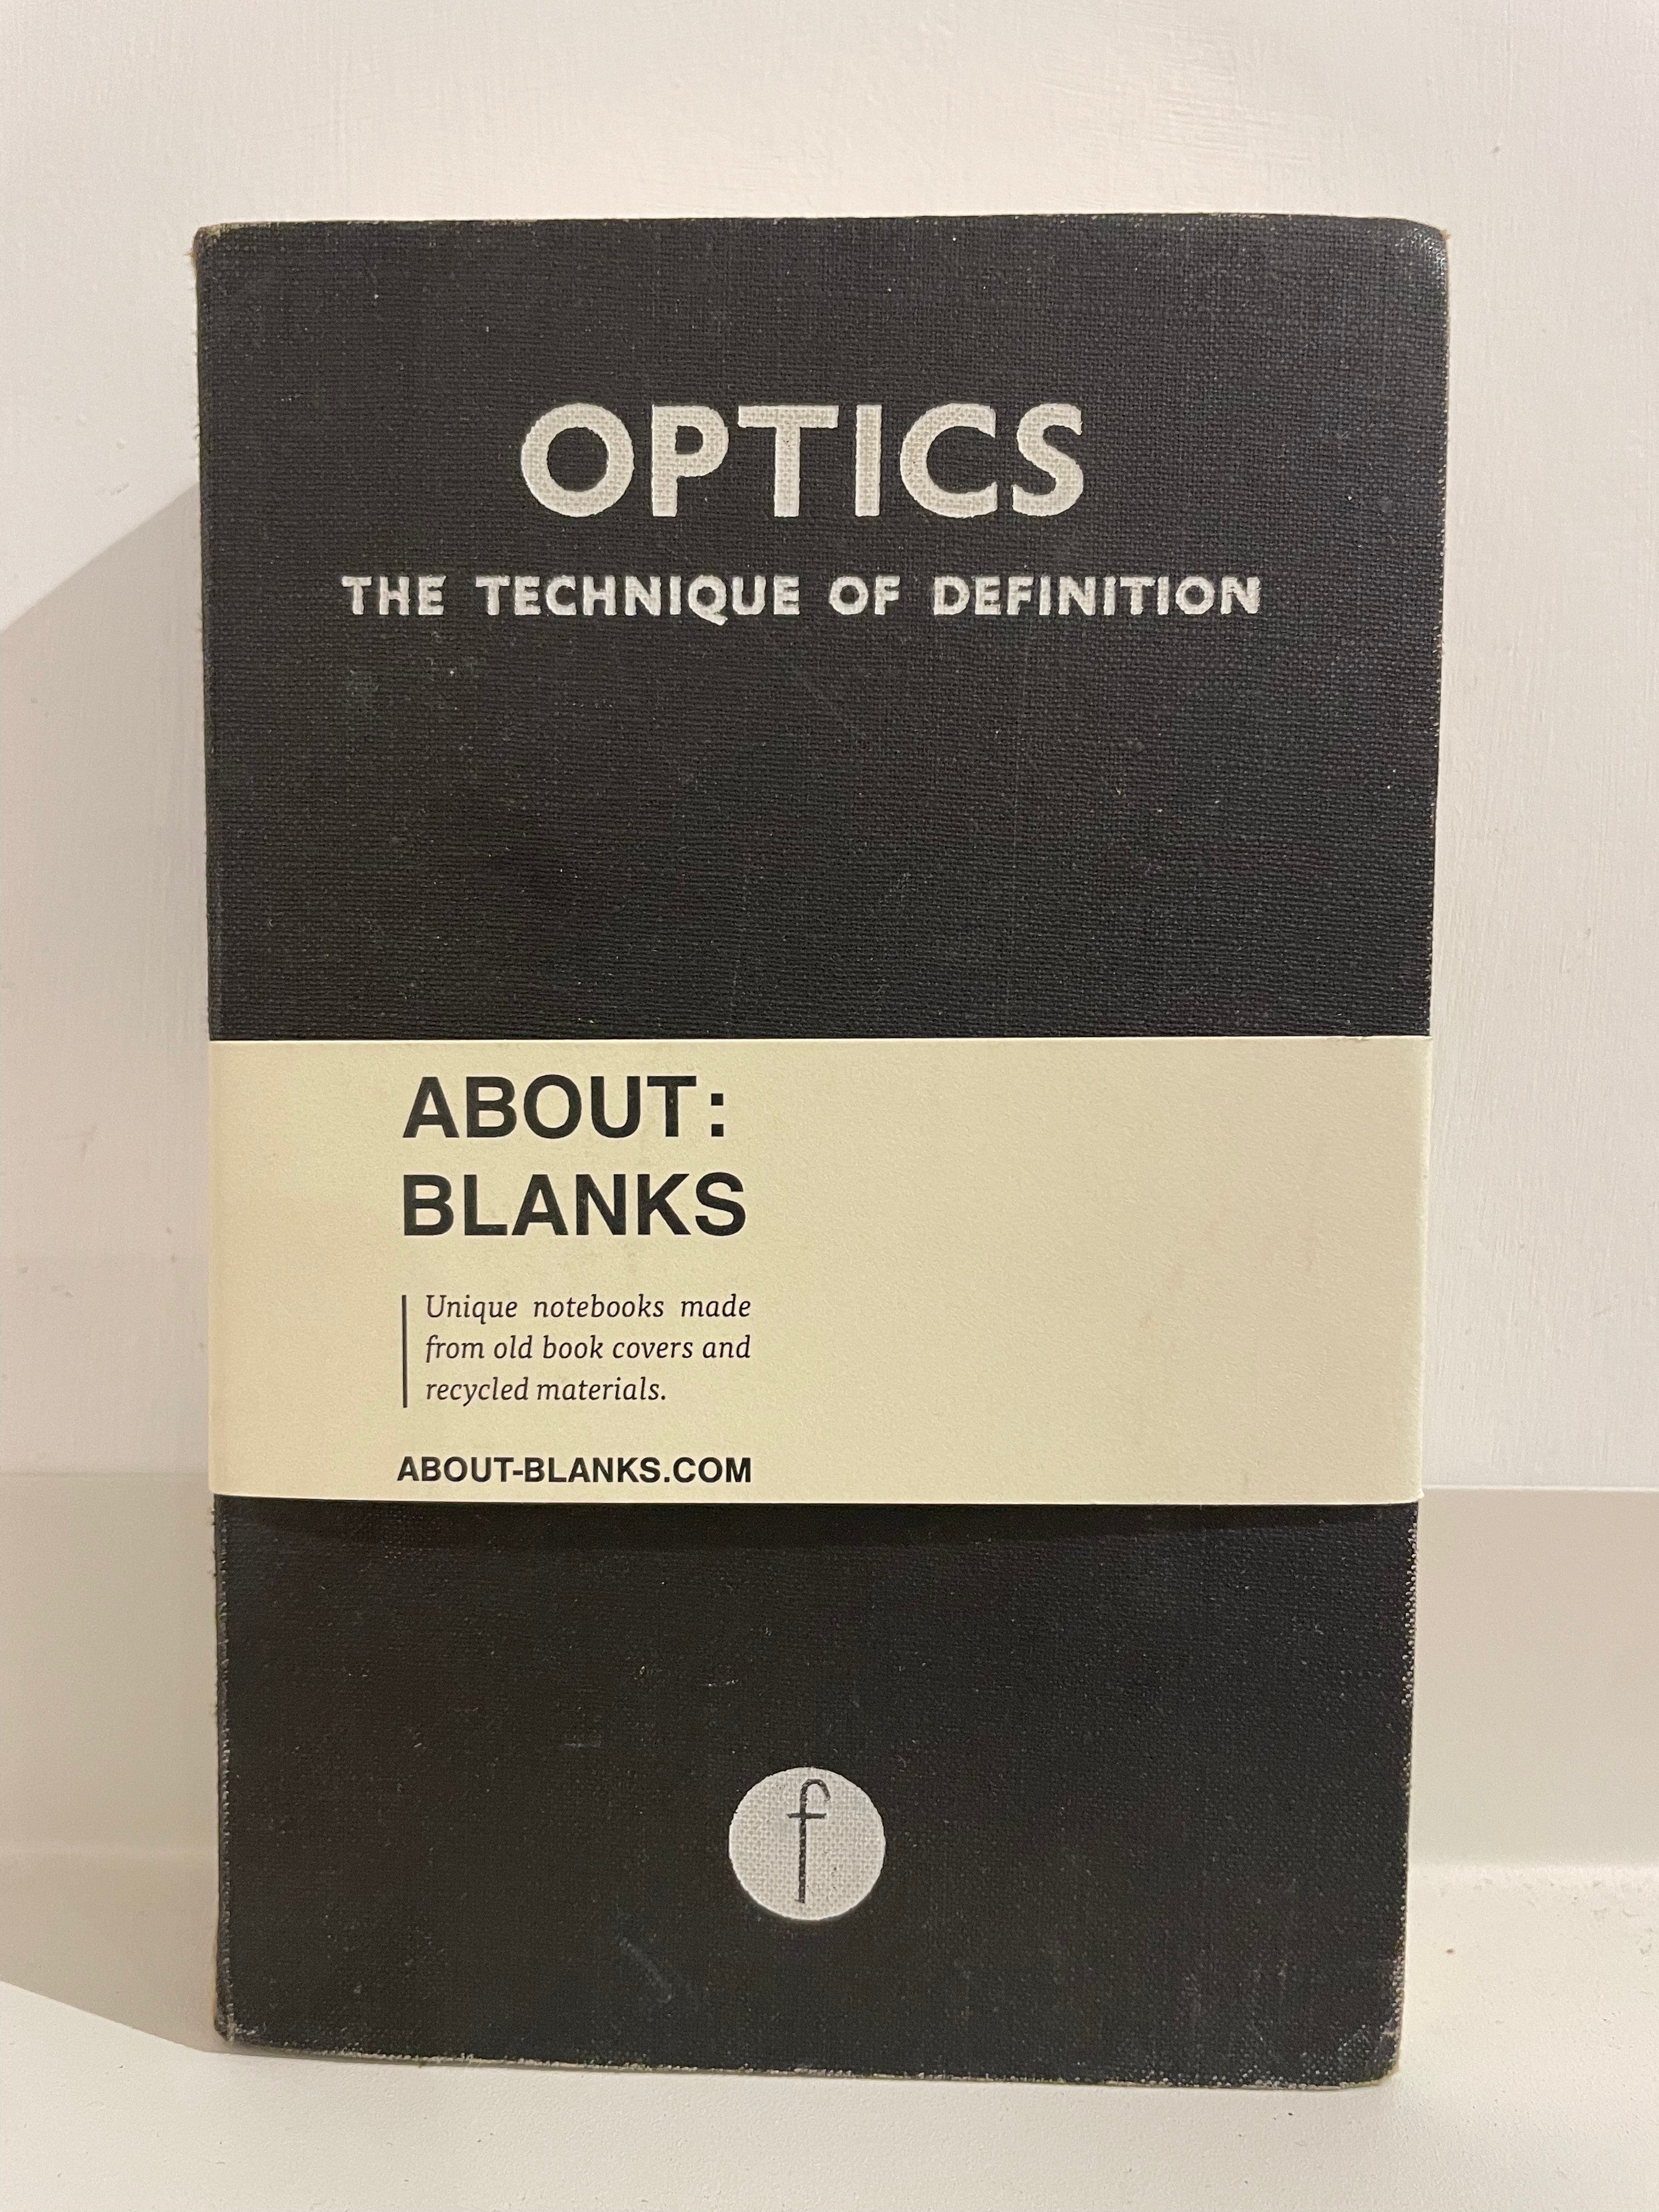 OPTICS
THE TECHNIQUE OF DEFINITION
ABOUT:
BLANKS
Unique notebooks made
from old book covers and
recycled materials.
ABOUT-BLANKS.COM
f